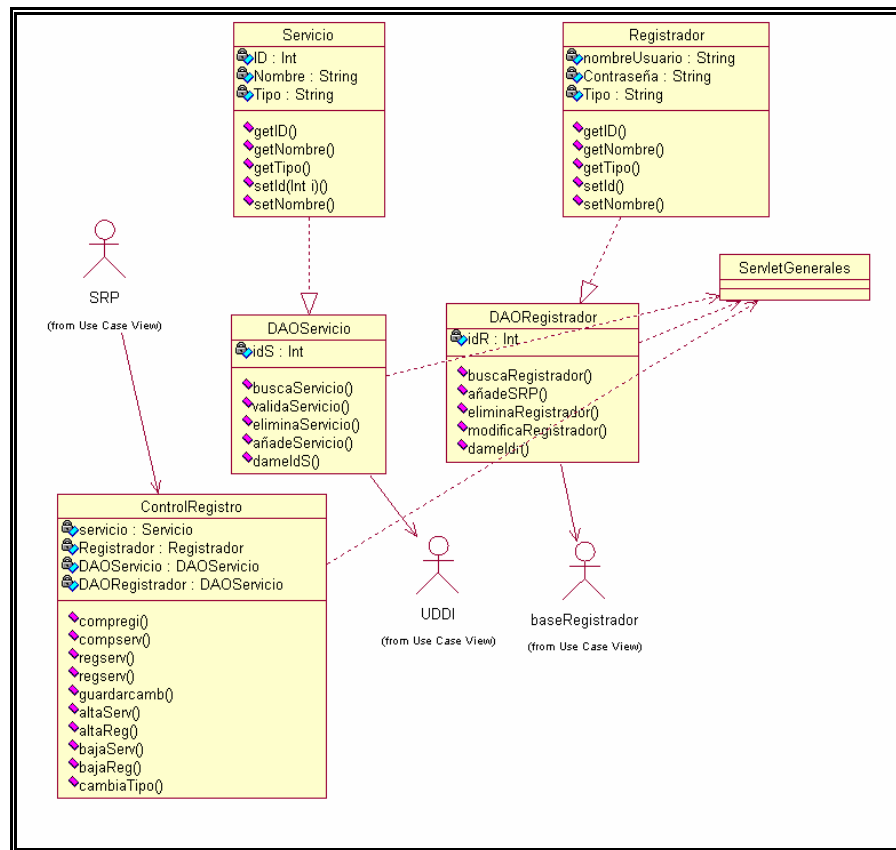 Servicio
ID : Int
Nombre : String
Tipo : String
getID()
getNombre()
getTipo()
setId(Int i)()
setNombre()
Registrador
nombreUsuario : String
Contraseña : String
Tipo : String
getID()
getNombre()
getTipo()
setId()
setNombre()
SRP
(from Use Case View)
ServletGenerales
DAOServicio
idS : Int
buscaServicio()
validaServicio()
eliminaServicio()
añadeServicio()
dameIdS()
DAORegistrador
idR : Int
buscaRegistrador()
añadeSRP()
eliminaRegistrador()
modificaRegistrador()
dameIdr()
ControlRegistro
servicio : Servicio
Registrador : Registrador
DAOServicio : DAOServicio
DAORegistrador : DAOServicio
compregi()
compserv()
regserv()
regserv()
guardarcamb()
altaServ()
altaReg()
bajaServ()
bajaReg()
cambiaTipo()
UDDI
(from Use Case View)
baseRegistrador
(from Use Case View)